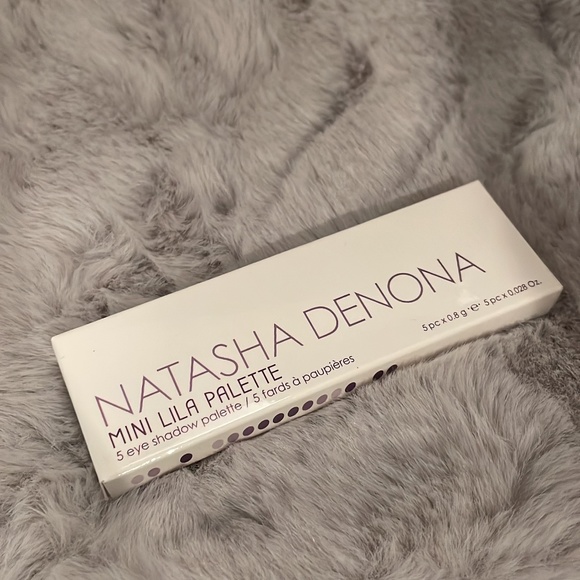 NATASHA DENONA
MINI LILA PALETTE
5 eye shadow palette / 5 fards à paupières
5 pc x 0.8 g ℮ 5 pc x 0.028 Oz.